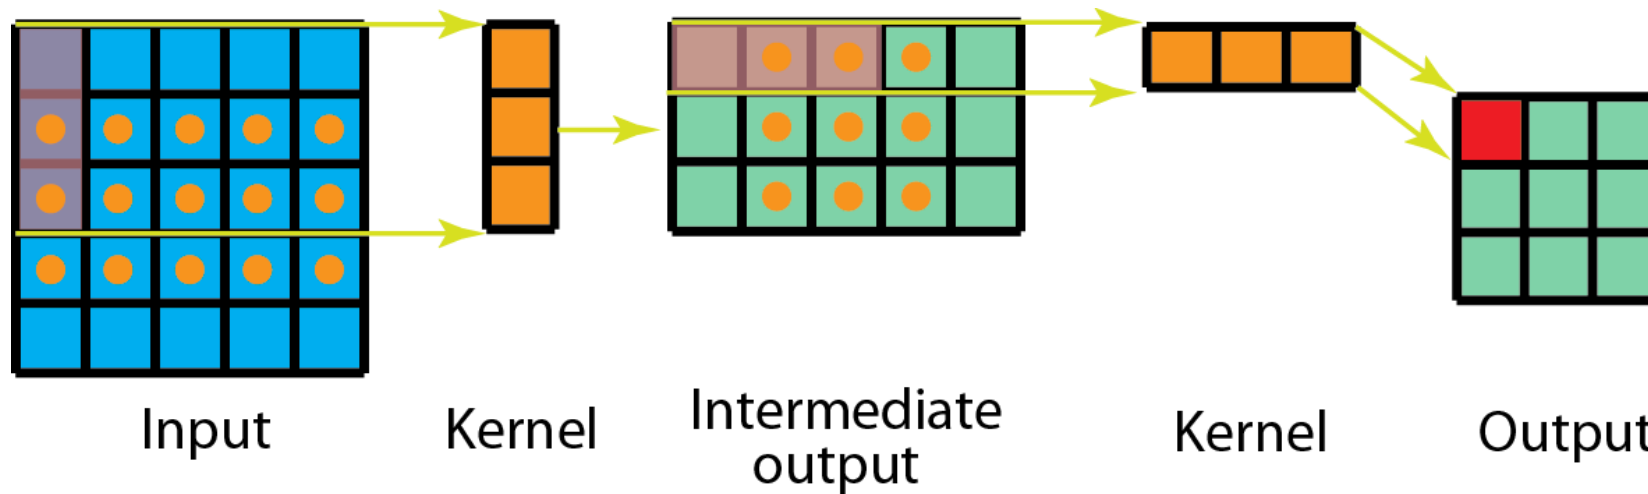 Input
Kernel
Intermediate
output
Kernel
Output